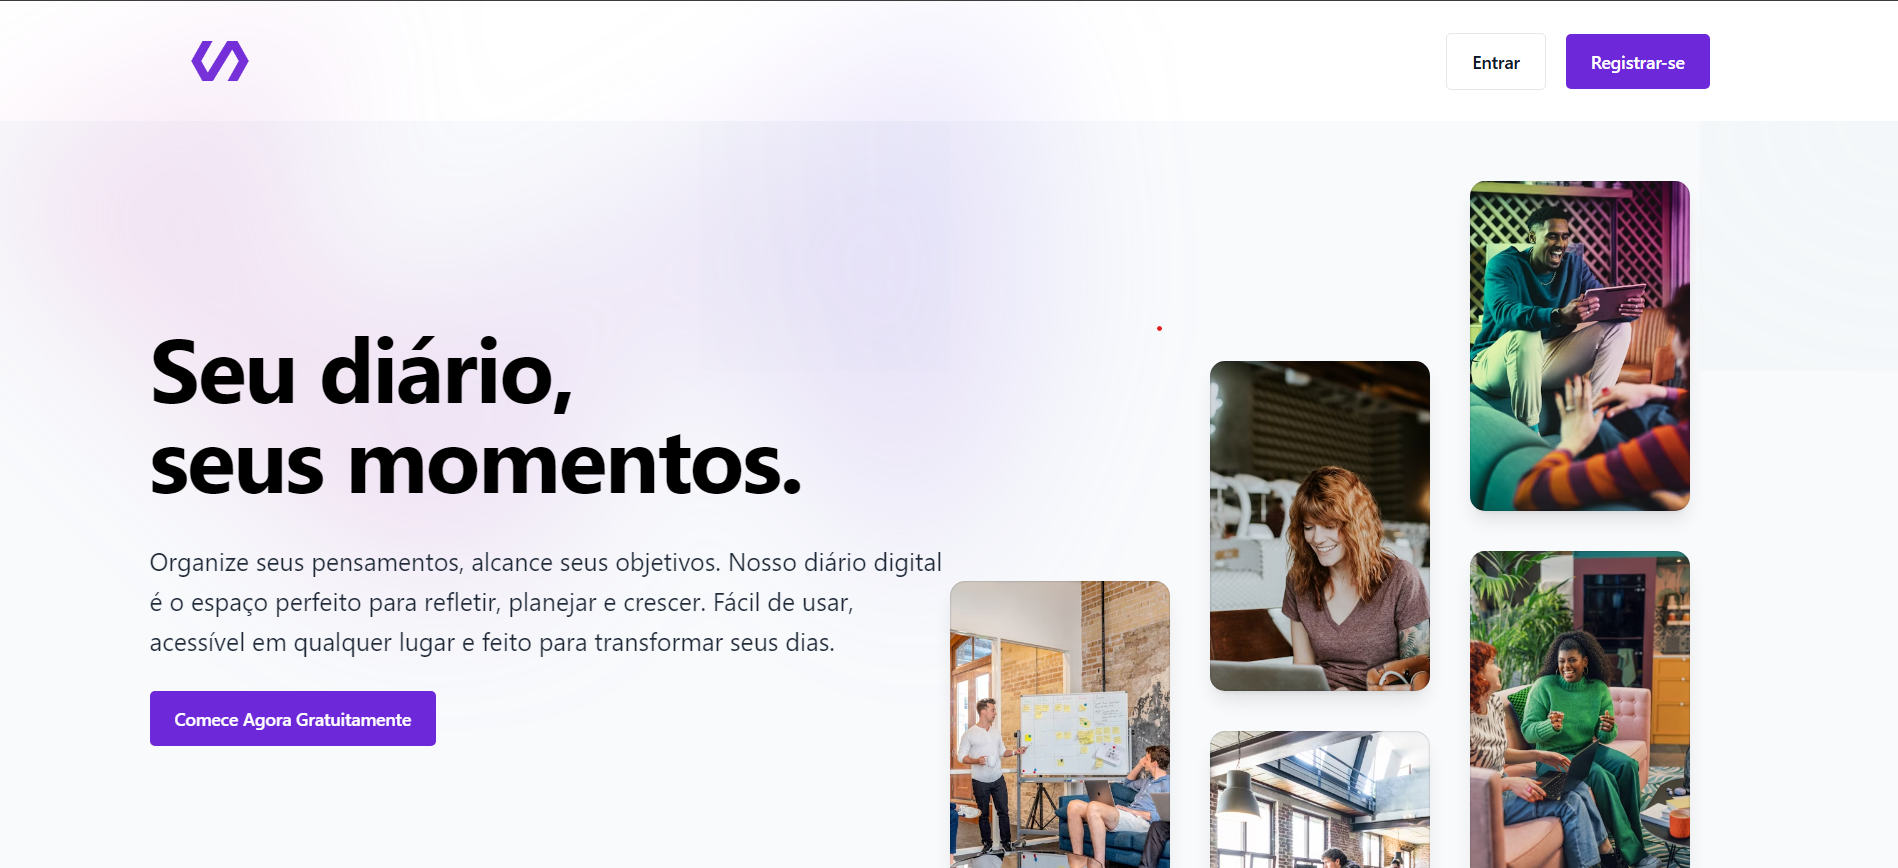 Entrar
Registrar-se
Seu diário,
seus momentos.
Organize seus pensamentos, alcance seus objetivos. Nosso diário digital
é o espaço perfeito para refletir, planejar e crescer. Fácil de usar,
acessível em qualquer lugar e feito para transformar seus dias.
Comece Agora Gratuitamente